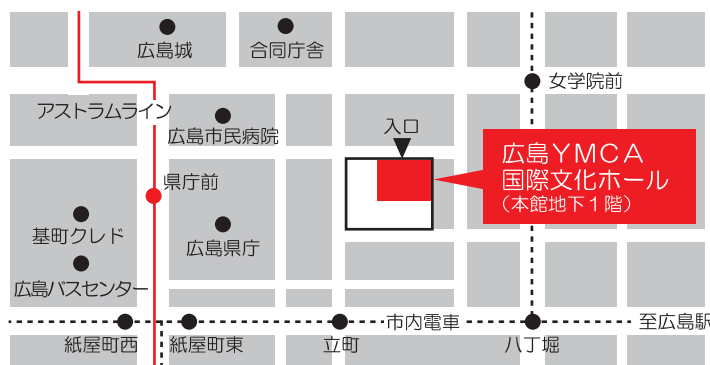 広島城
合同庁舎
女学院前
アストラムライン
広島市民病院
入口
広島YMCA
国際文化ホール
（本館地下1階）
県庁前
基町クレド
広島県庁
広島バスセンター
市内電車
至広島駅
紙屋町西
紙屋町東
立町
八丁堀